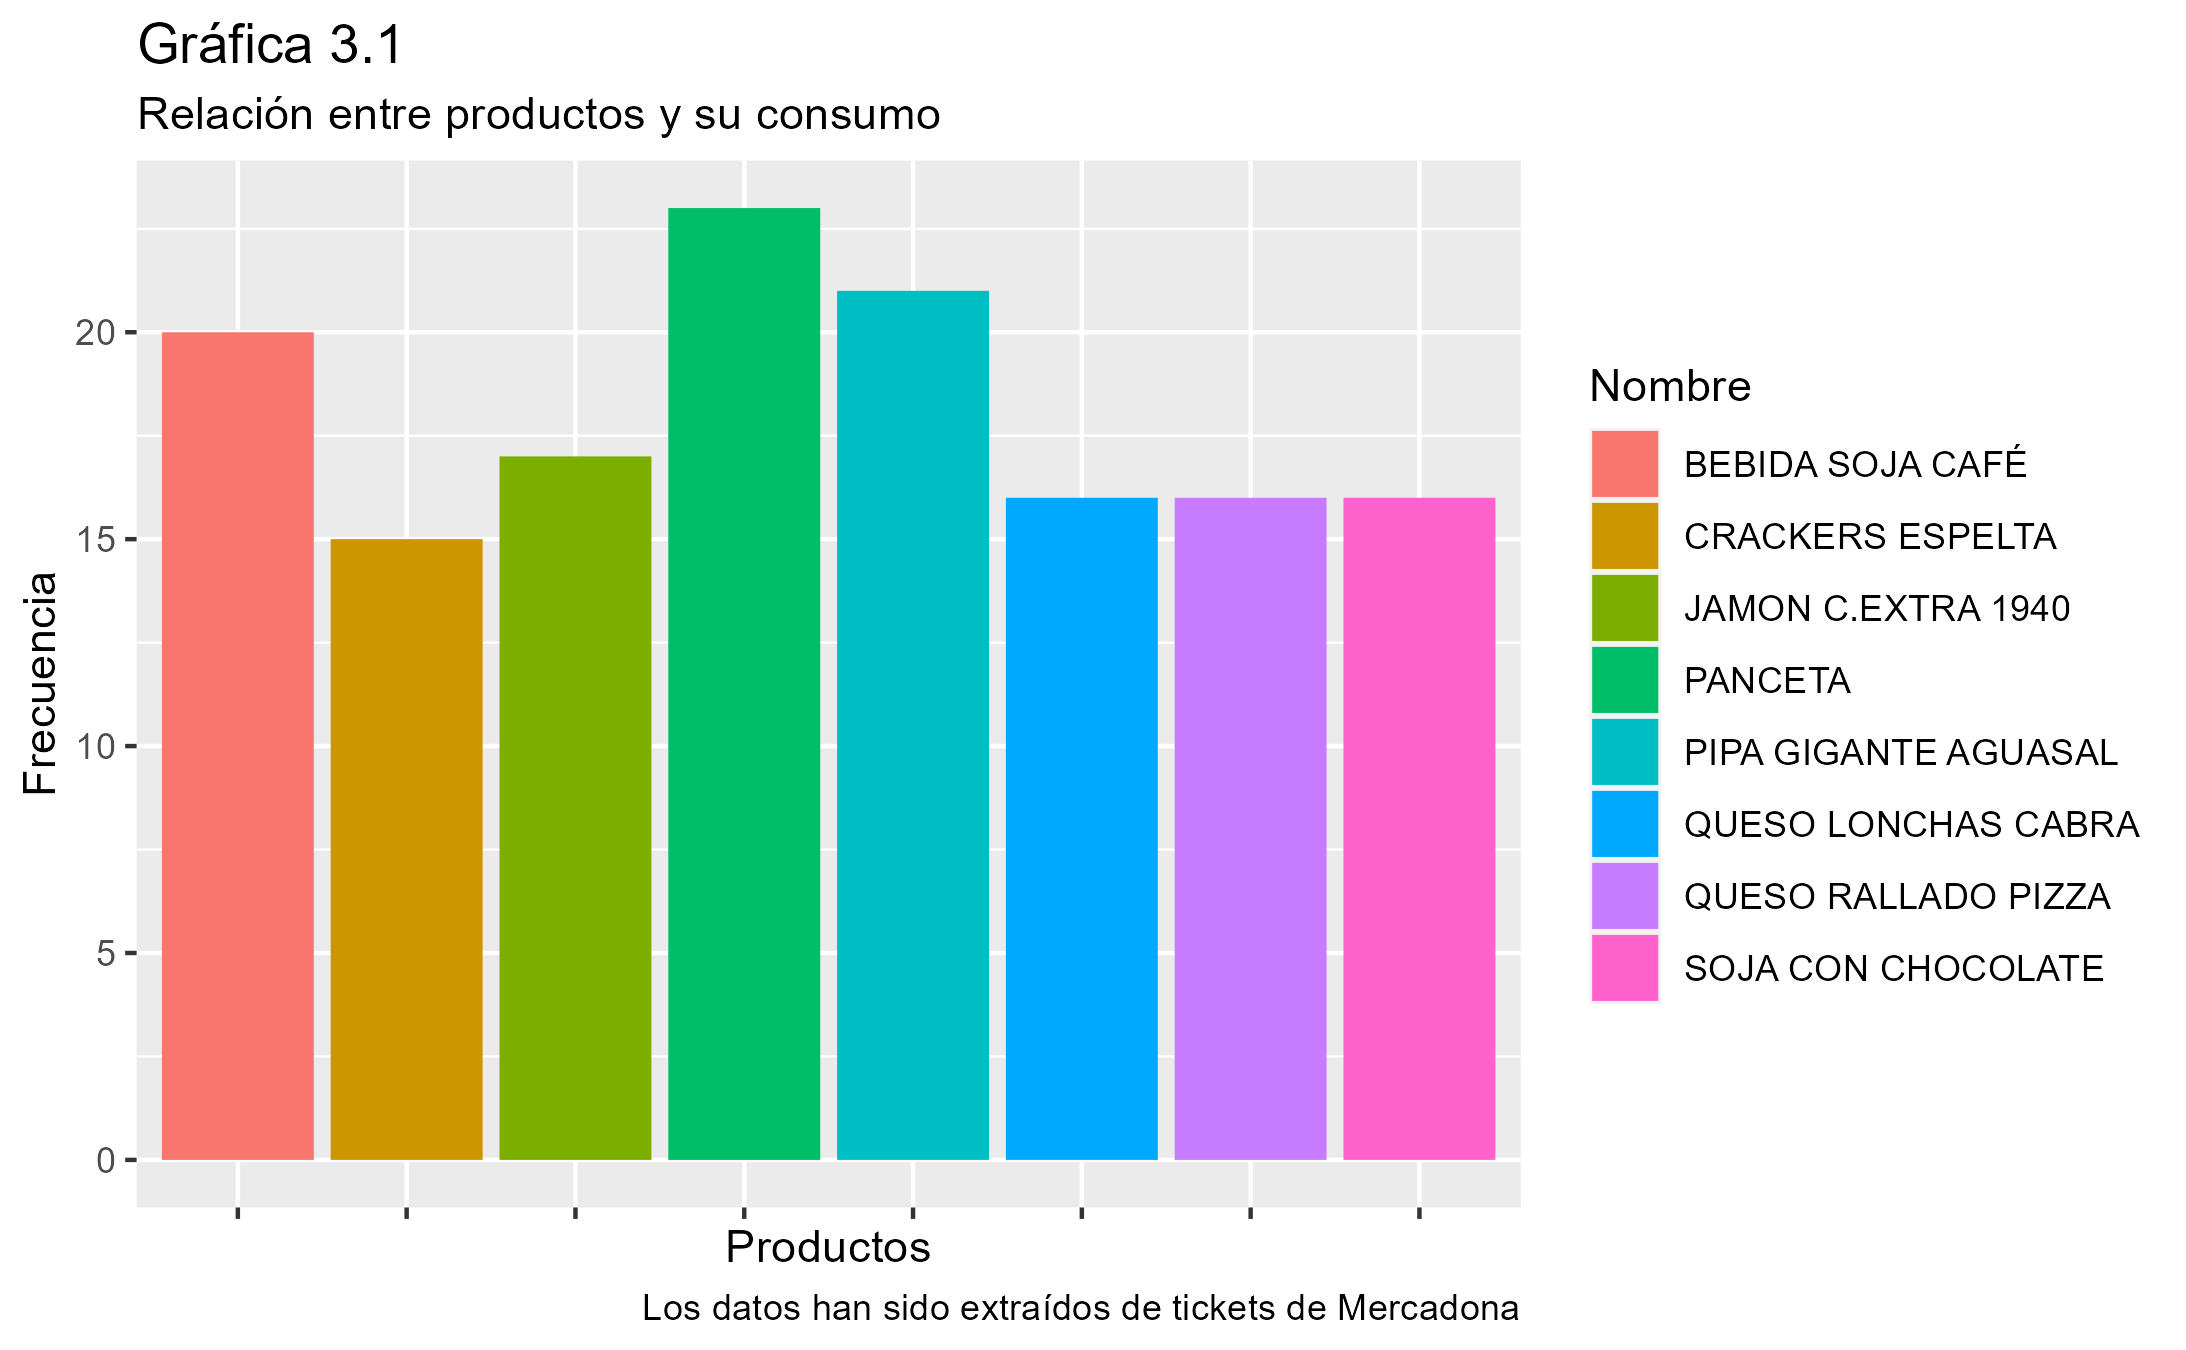 Gráfica 3.1
Relación entre productos y su consumo
Frecuencia
20
15
10
5
0
Productos
Los datos han sido extraídos de tickets de Mercadona
Nombre
BEBIDA SOJA CAFÉ
CRACKERS ESPELTA
JAMON C.EXTRA 1940
PANCETA
PIPA GIGANTE AGUASAL
QUESO LONCHAS CABRA
QUESO RALLADO PIZZA
SOJA CON CHOCOLATE